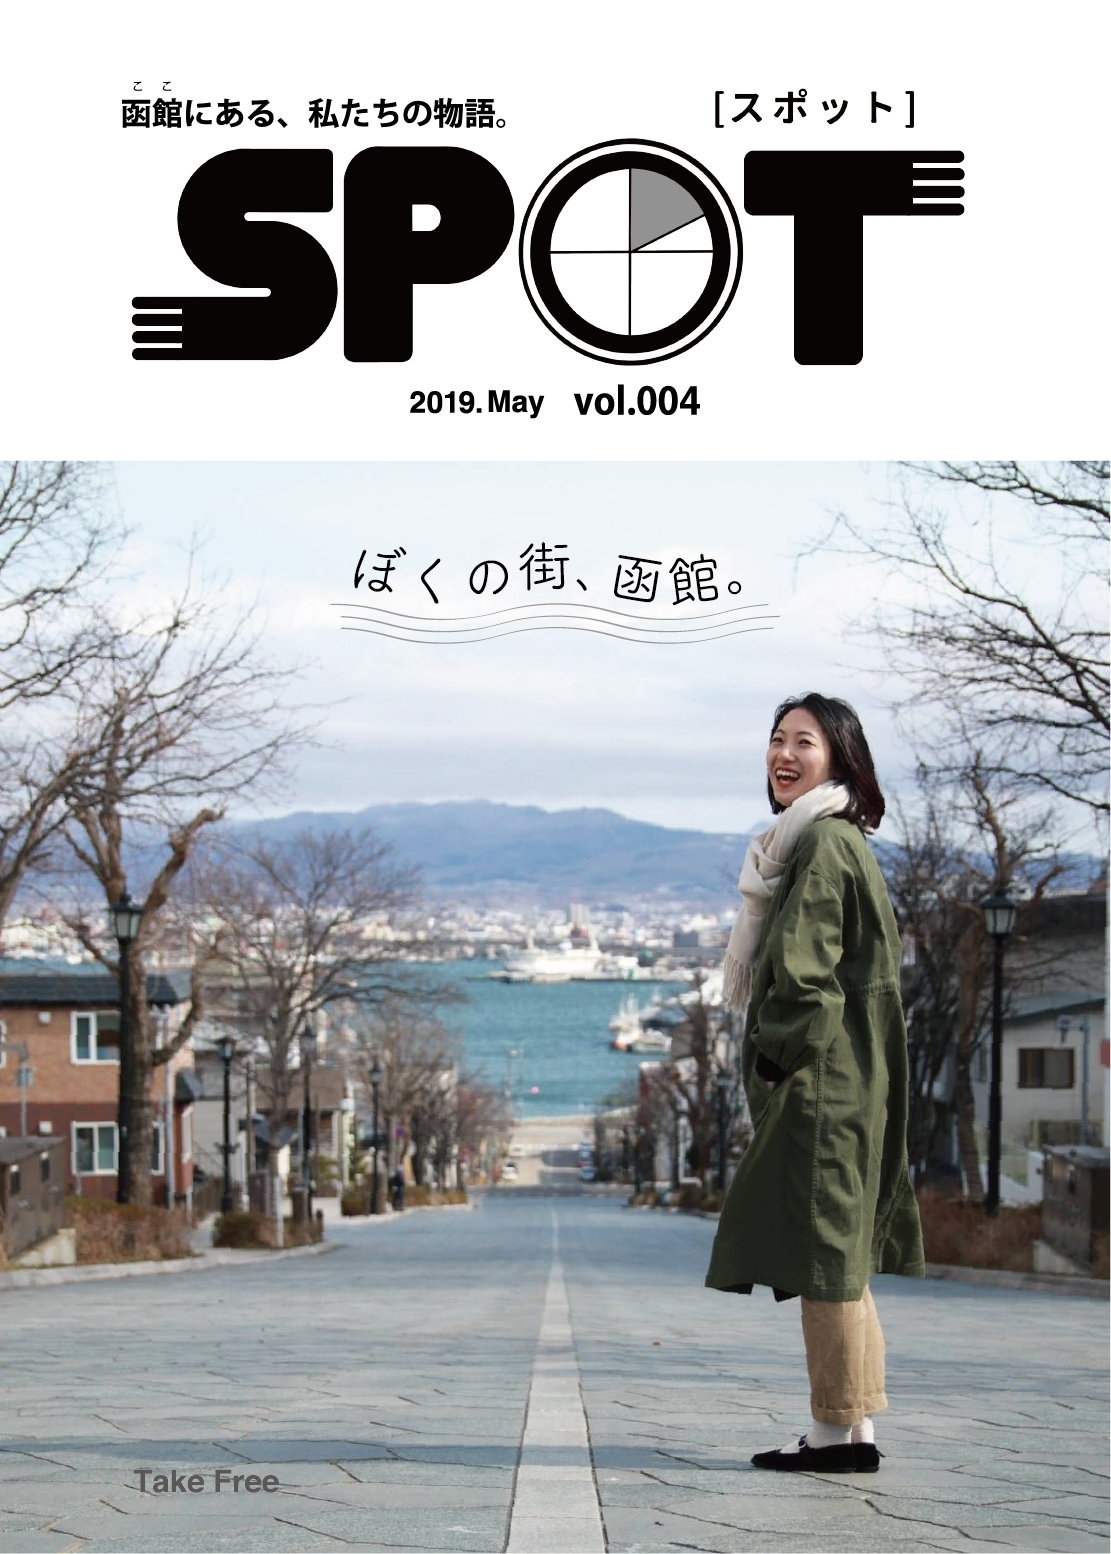 ここ
函館にある、私たちの物語。
[スポット]
SPOT
2019. May vol.004
ぼくの街、函館。
Take Free